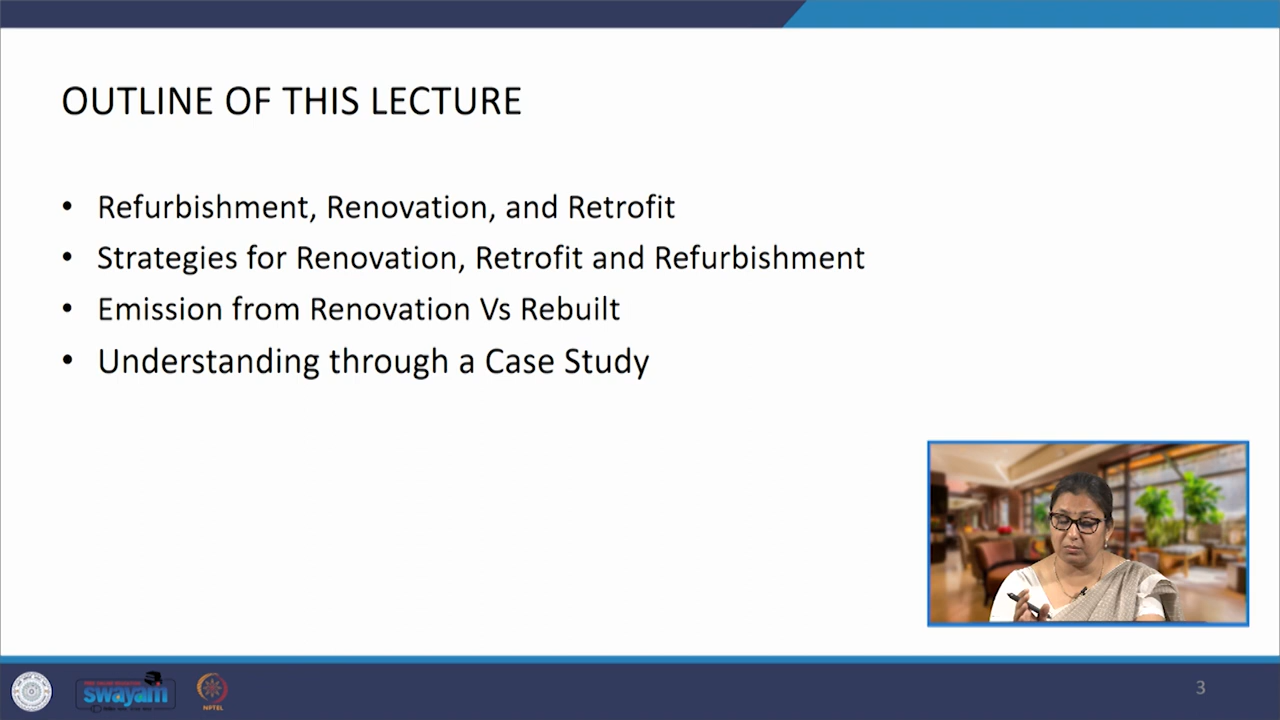 OUTLINE OF THIS LECTURE
• Refurbishment, Renovation, and Retrofit
• Strategies for Renovation, Retrofit and Refurbishment
• Emission from Renovation Vs Rebuilt
• Understanding through a Case Study
swayam
NPTEL
3